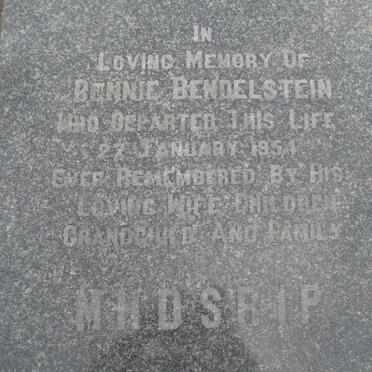 IN
LOVING MEMORY OF
BENNIE BENDELSTEIN
WHO DEPARTED THIS LIFE
27 JANUARY 1954
EVER REMEMBERED BY HIS
LOVING WIFE CHILDREN
GRANDCHILD AND FAMILY
M H D S R I P